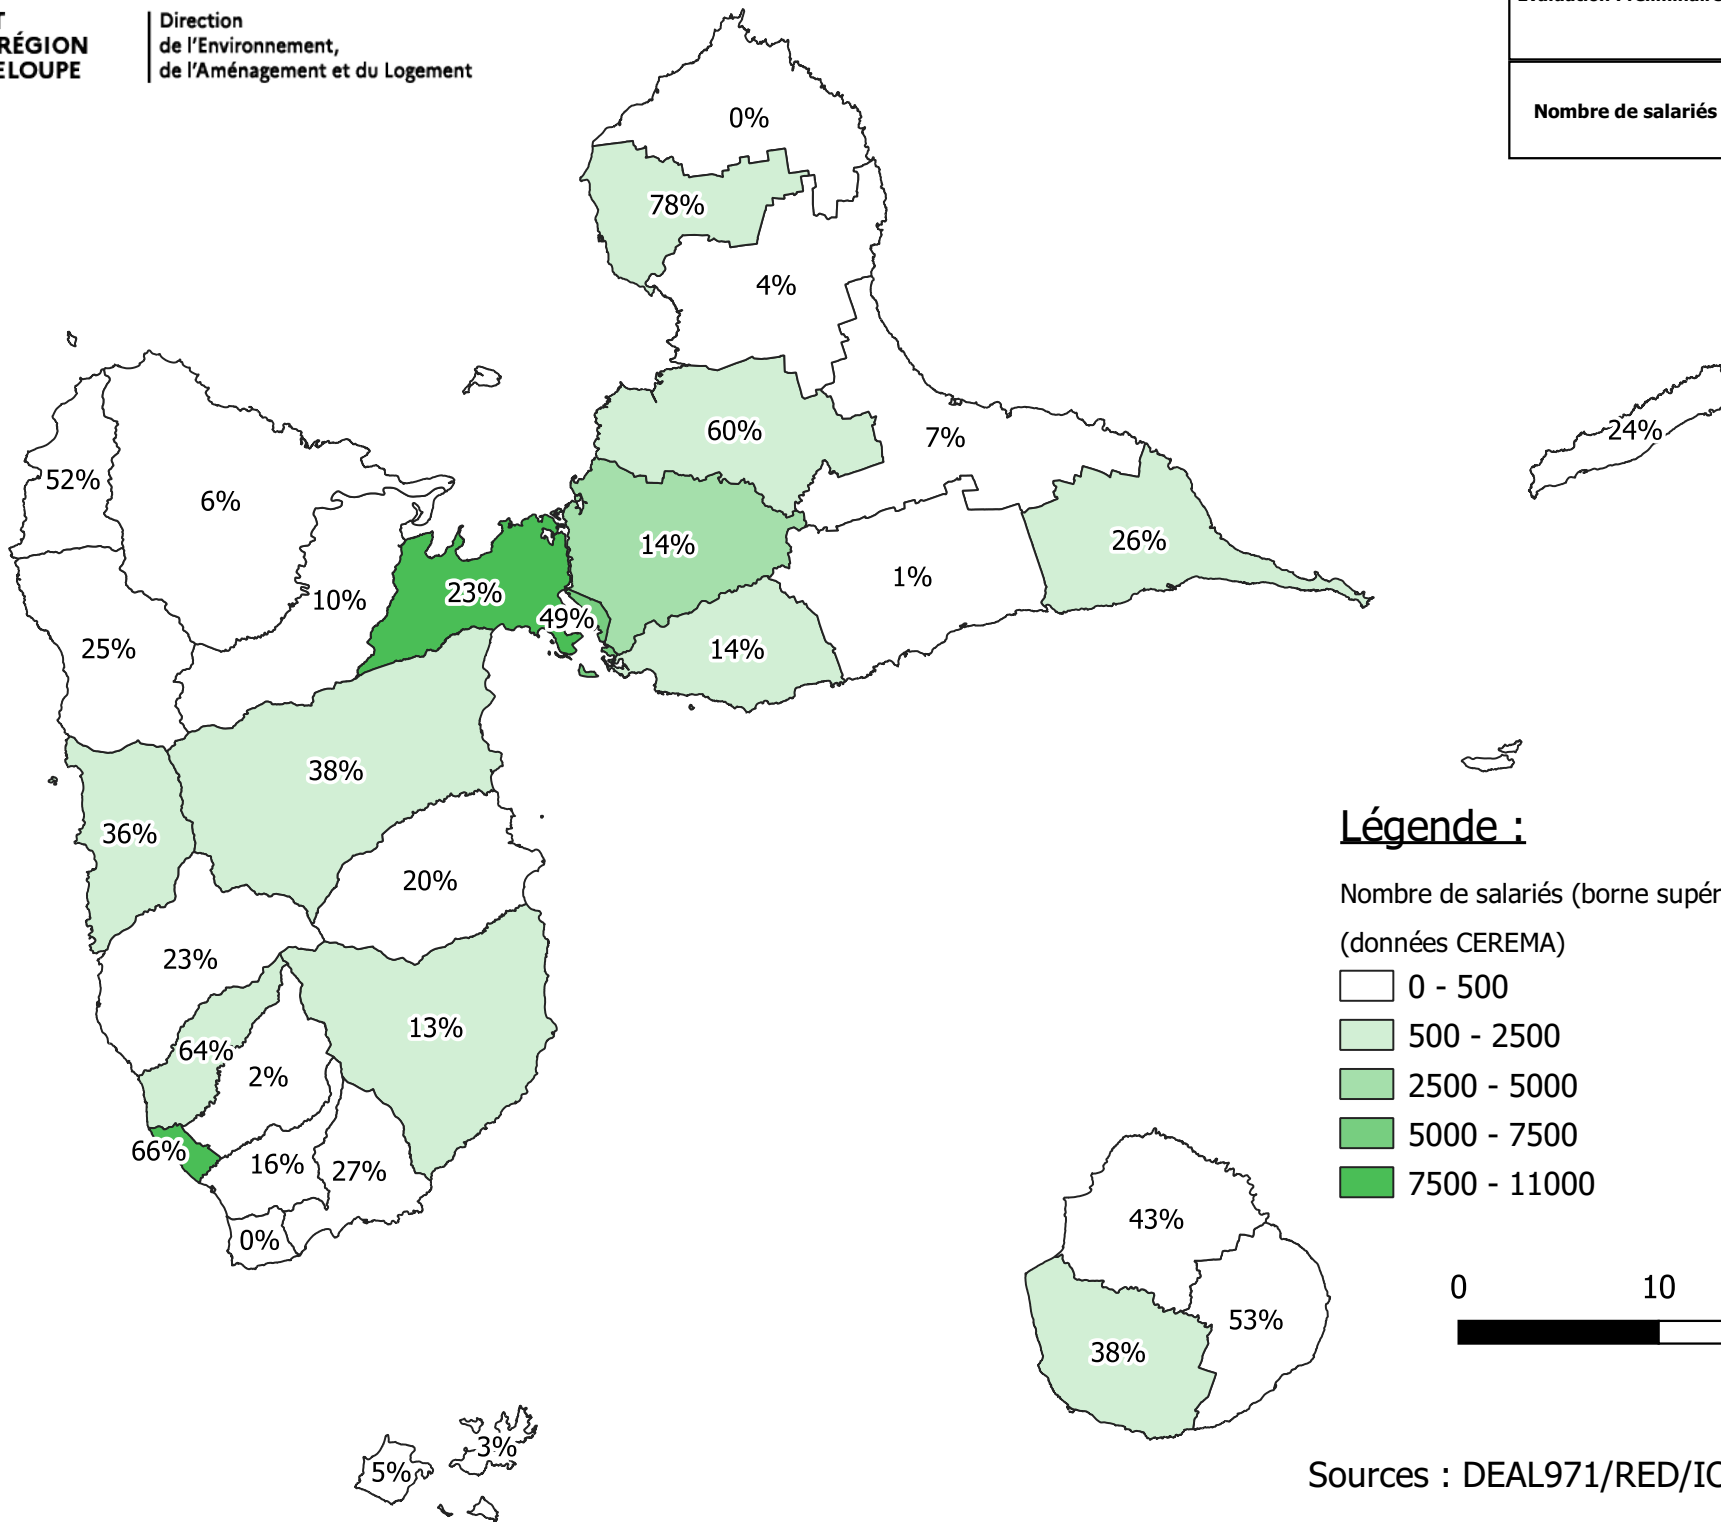 RÉGION
Direction
de l'Environnement,
de l'Aménagement et du Logement
Nombre de salariés
0%
78%
4%
60%
7%
24%
52%
6%
14%
26%
10%
23%
49%
1%
25%
14%
38%
36%
20%
23%
13%
64%
2%
66%
16%
27%
0%
43%
53%
38%
3%
5%
Légende :
Nombre de salariés (borne supér
(données CEREMA)
0 - 500
500 - 2500
2500 - 5000
5000 - 7500
7500 - 11000
0 10
Sources : DEAL971/RED/